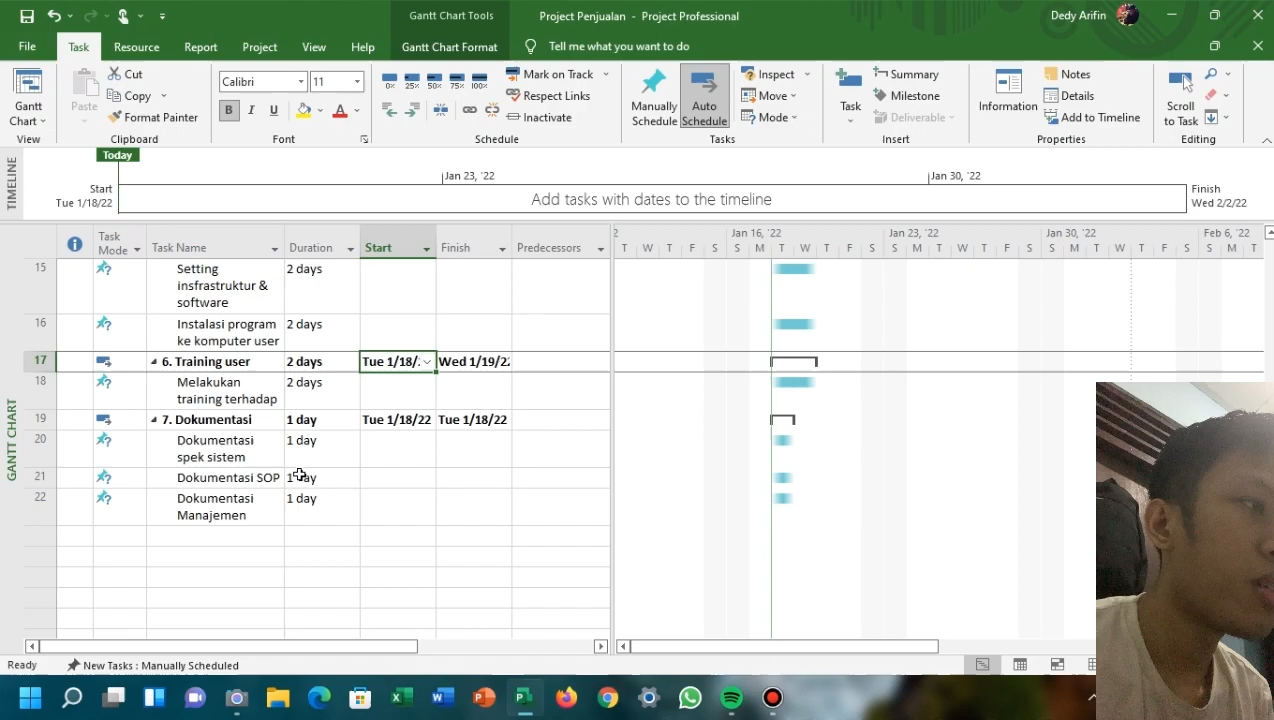 Gantt Chart Tools
Project Penjualan - Project Professional
Dedy Arifin
File Task Resource Report Project View Help Gantt Chart Format Tell me what you want to do
Gantt
Chart
View
Paste
Cut
Copy
Format Painter
Clipboard
Calibri 11
B I U A
Font
0% 25% 50% 75% 100%
Mark on Track
Respect Links
Inactivate
Schedule
Manually
Schedule
Auto
Schedule
Inspect
Move
Mode
Tasks
Task
Summary
Milestone
Deliverable
Insert
Information
Notes
Details
Add to Timeline
Properties
Scroll
to Task
Editing
TIMELINE
Today
Start
Tue 1/18/22
Jan 23, '22
Jan 30, '22
Add tasks with dates to the timeline
Finish
Wed 2/2/22
GANTT CHART
Task
Mode
Task Name Duration Start Finish Predecessors
2 Jan 16, '22 Jan 23, '22 Jan 30, '22 Feb 6, '22
T W T F S S M T W T F S S M T W T F S S M T W T F S S M T W T
15 Setting 2 days
insfrastruktur &
software
16 Instalasi program 2 days
ke komputer user
17 6. Training user 2 days Tue 1/18/ Wed 1/19/22
18 Melakukan 2 days
training terhadap
19 7. Dokumentasi 1 day Tue 1/18/22 Tue 1/18/22
20 Dokumentasi 1 day
spek sistem
21 Dokumentasi SOP 1 day
22 Dokumentasi 1 day
Manajemen
Ready New Tasks : Manually Scheduled